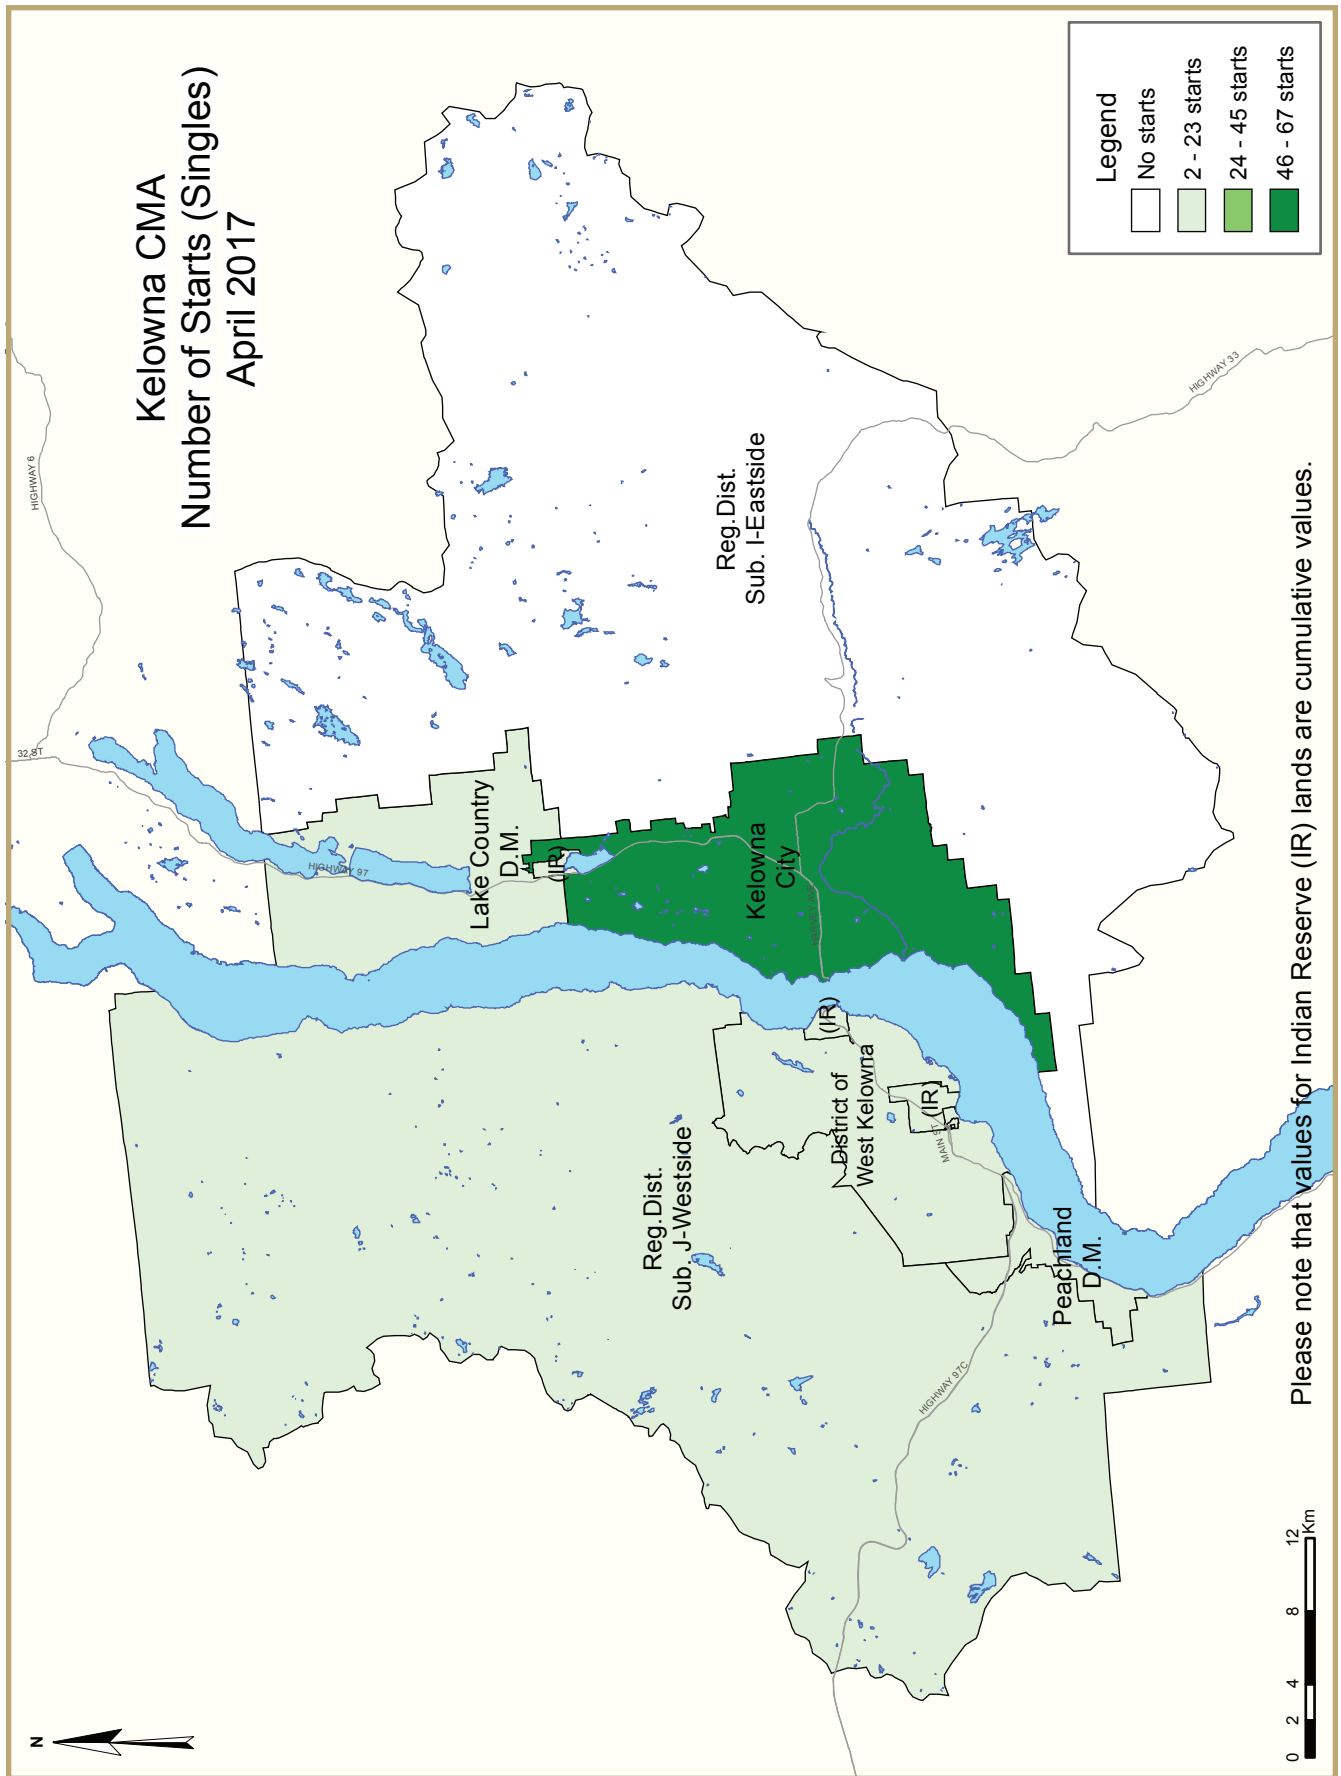 Kelowna CMA
Number of Starts (Singles)
April 2017
N
HIGHWAY 6
32 ST
HIGHWAY 97
Lake Country
D.M.
(IR)
Reg.Dist.
Sub. I-Eastside
Kelowna
City
HIGHWAY 33
(IR)
District of
West Kelowna
(IR)
MAIN ST
Reg.Dist.
Sub. J-Westside
Peachland
D.M.
HIGHWAY 97C
Legend
No starts
2 - 23 starts
24 - 45 starts
46 - 67 starts
0 2 4 8 12
Km
Please note that values for Indian Reserve (IR) lands are cumulative values.